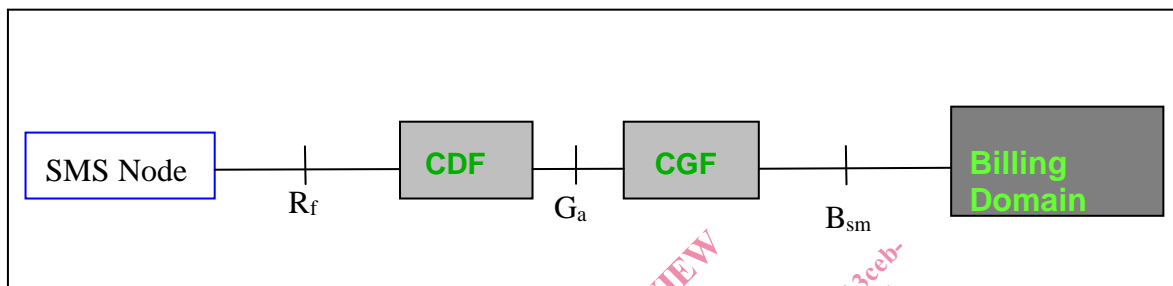 SMS Node
CDF
CGF
Billing
Domain
Rf
Ga
Bsm